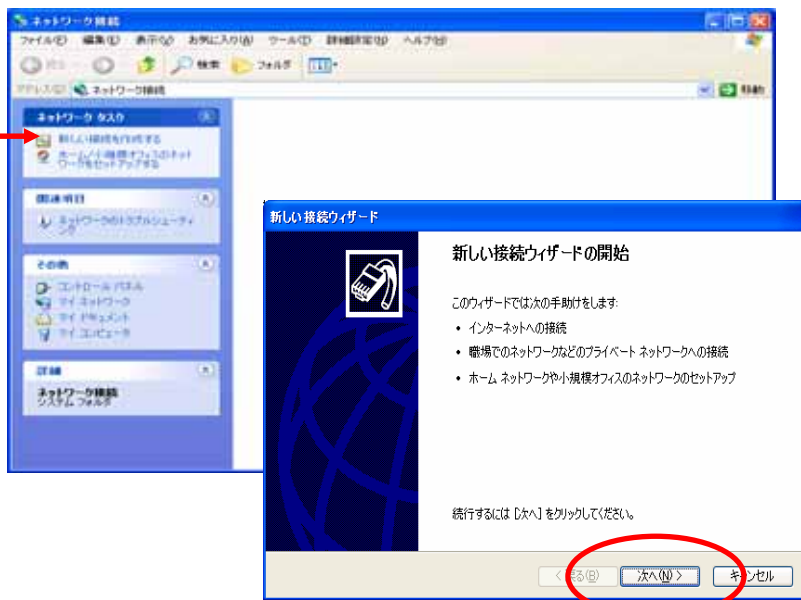 ネットワーク接続
ファイル(F) 編集(E) 表示(V) お気に入り(A) ツール(T) 詳細設定(N) ヘルプ(H)
戻る 検索 フォルダ
アドレス(D) ネットワーク接続 移動
ネットワーク タスク
新しい接続を作成する
ホーム/小規模オフィスのネット
ワークをセットアップする
関連項目
ネットワークのトラブルシューティ
ング
その他
コントロール パネル
マイ ネットワーク
マイ ドキュメント
マイ コンピュータ
詳細
ネットワーク接続
システム フォルダ
新しい接続ウィザード
新しい接続ウィザードの開始
このウィザードでは次の手助けをします:
• インターネットへの接続
• 職場でのネットワークなどのプライベート ネットワークへの接続
• ホーム ネットワークや小規模オフィスのネットワークのセットアップ
続行するには [次へ] をクリックしてください。
< 戻る(B) 次へ(N) > キャンセル